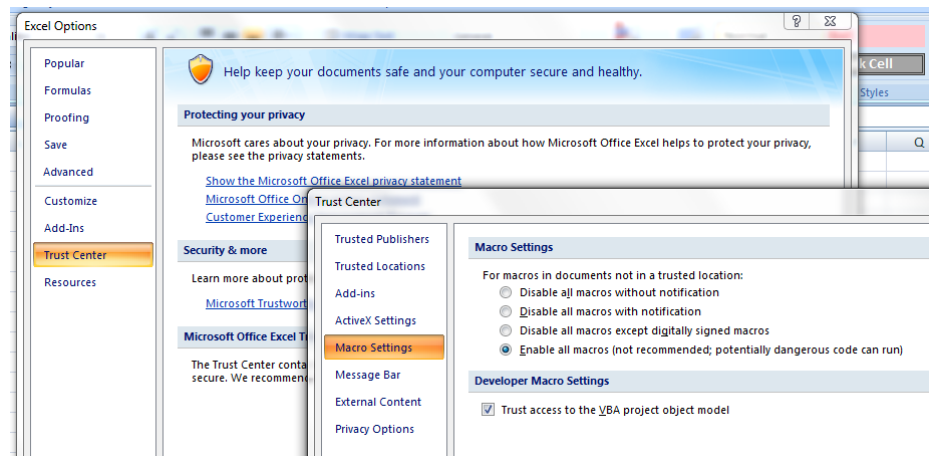 Excel Options
Popular
Formulas
Proofing
Save
Advanced
Customize
Add-Ins
Trust Center
Resources
Help keep your documents safe and your computer secure and healthy.
Protecting your privacy
Microsoft cares about your privacy. For more information about how Microsoft Office Excel helps to protect your privacy,
please see the privacy statements.
Show the Microsoft Office Excel privacy statement
Microsoft Office On
Customer Experienc
Security & more
Learn more about prot
Microsoft Trustwort
Microsoft Office Excel T
The Trust Center conta
secure. We recommend
Trust Center
Trusted Publishers
Trusted Locations
Add-ins
ActiveX Settings
Macro Settings
Message Bar
External Content
Privacy Options
Macro Settings
For macros in documents not in a trusted location:
Disable all macros without notification
Disable all macros with notification
Disable all macros except digitally signed macros
Enable all macros (not recommended; potentially dangerous code can run)
Developer Macro Settings
Trust access to the VBA project object model
k Cell
Styles
Q